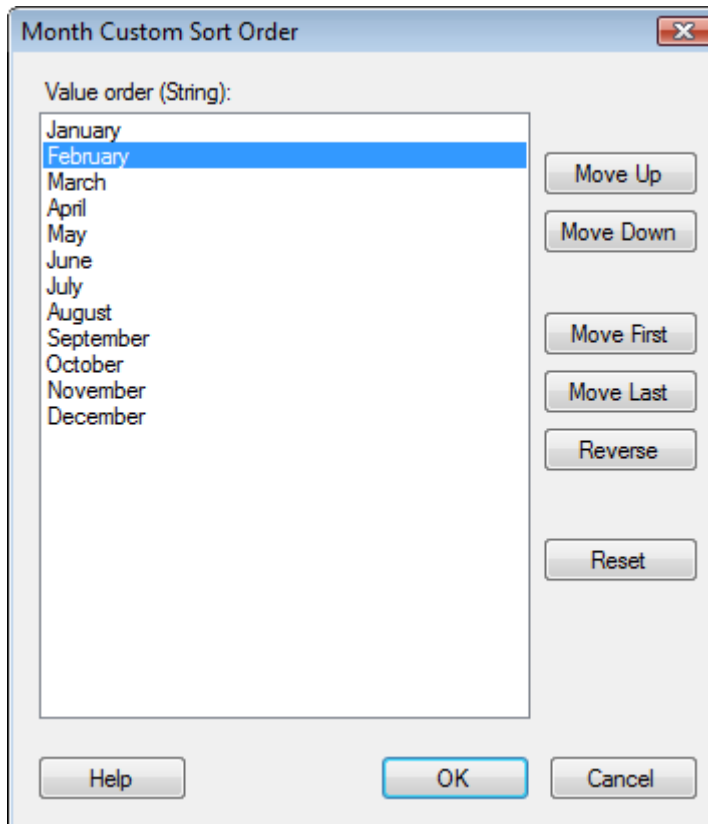 Month Custom Sort Order
Value order (String):
January
February
March
April
May
June
July
August
September
October
November
December
Move Up
Move Down
Move First
Move Last
Reverse
Reset
Help
OK
Cancel